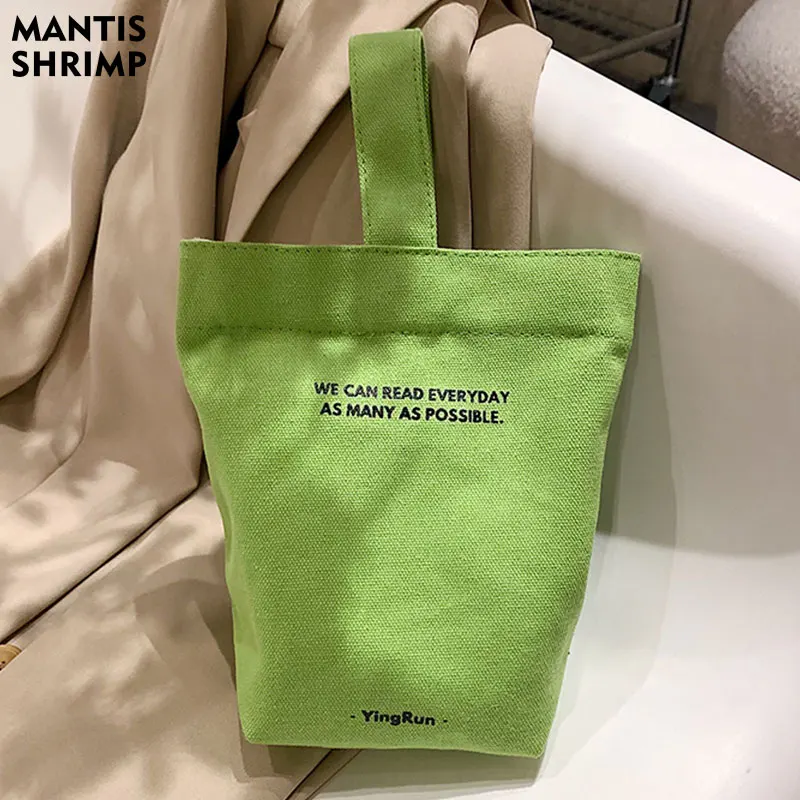 MANTIS
SHRIMP
WE CAN READ EVERYDAY
AS MANY AS POSSIBLE.
- YingRun -